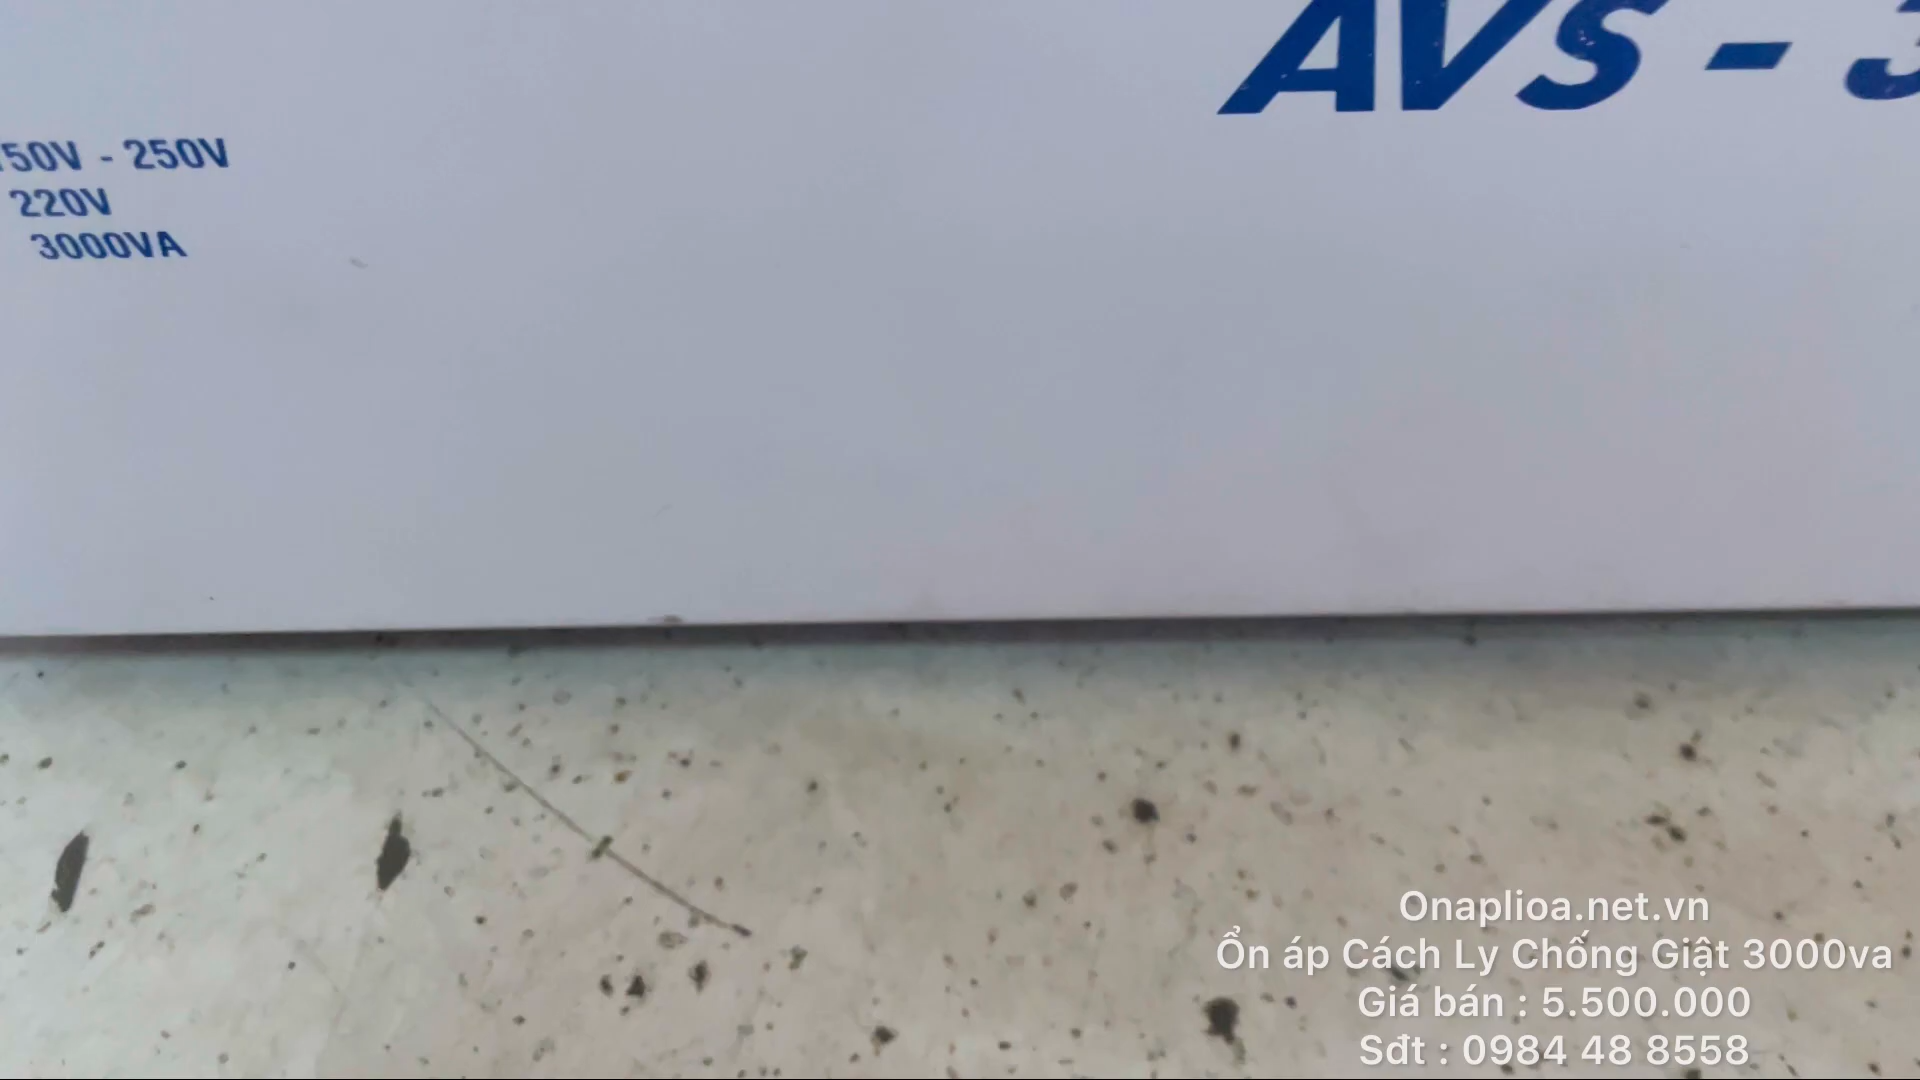 AVS - 3
150V - 250V
220V
3000VA
Onaplioa.net.vn
Ổn áp Cách Ly Chống Giật 3000va
Giá bán : 5.500.000
Sđt : 0984 48 8558